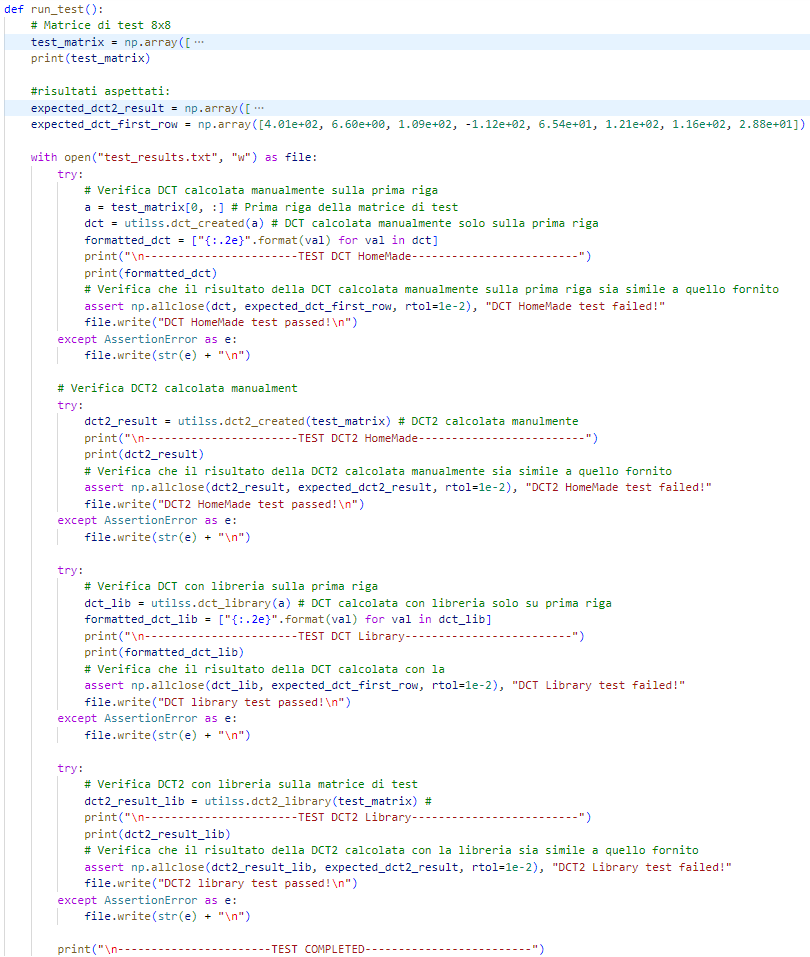 def run_test():
    # Matrice di test 8x8
    test_matrix = np.array([ ...
    print(test_matrix)

    #risultati aspettati:
    expected_dct2_result = np.array([ ...
    expected_dct_first_row = np.array([4.01e+02, 6.60e+00, 1.09e+02, -1.12e+02, 6.54e+01, 1.21e+02, 1.16e+02, 2.88e+01])

    with open("test_results.txt", "w") as file:
        try:
            # Verifica DCT calcolata manualmente sulla prima riga
            a = test_matrix[0, :] # Prima riga della matrice di test
            dct = utilss.dct_created(a) # DCT calcolata manualmente solo sulla prima riga
            formatted_dct = ["{:.2e}".format(val) for val in dct]
            print("\n-----------------------TEST DCT HomeMade-------------------------")
            print(formatted_dct)
            # Verifica che il risultato della DCT calcolata manualmente sulla prima riga sia simile a quello fornito
            assert np.allclose(dct, expected_dct_first_row, rtol=1e-2), "DCT HomeMade test failed!"
            file.write("DCT HomeMade test passed!\n")
        except AssertionError as e:
            file.write(str(e) + "\n")

        # Verifica DCT2 calcolata manualment
        try:
            dct2_result = utilss.dct2_created(test_matrix) # DCT2 calcolata manulmente
            print("\n-----------------------TEST DCT2 HomeMade-------------------------")
            print(dct2_result)
            # Verifica che il risultato della DCT2 calcolata manualmente sia simile a quello fornito
            assert np.allclose(dct2_result, expected_dct2_result, rtol=1e-2), "DCT2 HomeMade test failed!"
            file.write("DCT2 HomeMade test passed!\n")
        except AssertionError as e:
            file.write(str(e) + "\n")

        try:
            # Verifica DCT con libreria sulla prima riga
            dct_lib = utilss.dct_library(a) # DCT calcolata con libreria solo su prima riga
            formatted_dct_lib = ["{:.2e}".format(val) for val in dct_lib]
            print("\n-----------------------TEST DCT Library-------------------------")
            print(formatted_dct_lib)
            # Verifica che il risultato della DCT calcolata con la
            assert np.allclose(dct_lib, expected_dct_first_row, rtol=1e-2), "DCT Library test failed!"
            file.write("DCT library test passed!\n")
        except AssertionError as e:
            file.write(str(e) + "\n")

        try:
            # Verifica DCT2 con libreria sulla matrice di test
            dct2_result_lib = utilss.dct2_library(test_matrix) #
            print("\n-----------------------TEST DCT2 Library-------------------------")
            print(dct2_result_lib)
            # Verifica che il risultato della DCT2 calcolata con la libreria sia simile a quello fornito
            assert np.allclose(dct2_result_lib, expected_dct2_result, rtol=1e-2), "DCT2 Library test failed!"
            file.write("DCT2 library test passed!\n")
        except AssertionError as e:
            file.write(str(e) + "\n")

        print("\n-----------------------TEST COMPLETED-------------------------")